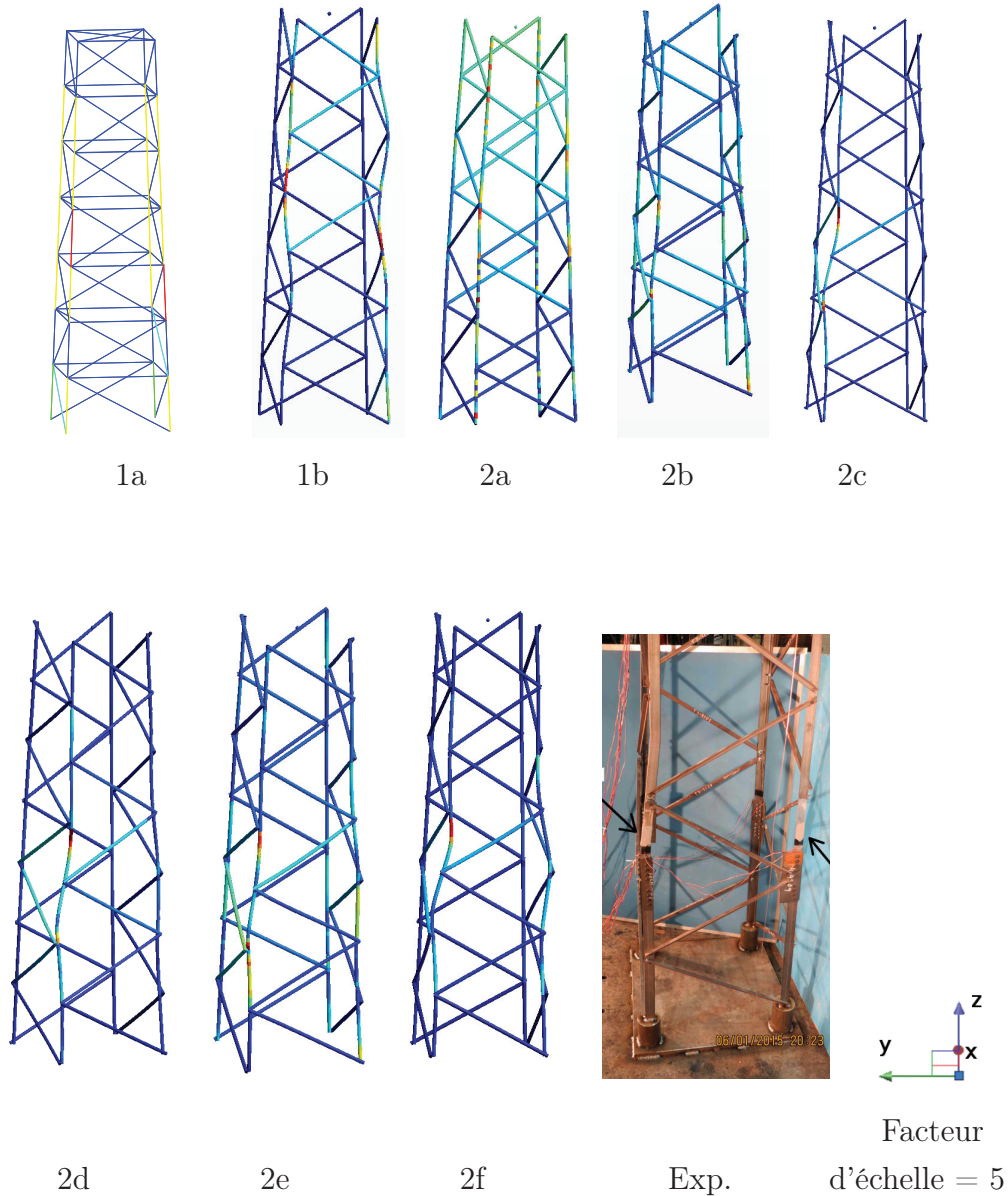 1a
1b
2a
2b
2c
06/01/2015 20 23
z
y
x
Facteur
2d
2e
2f
Exp.
d'échelle = 5